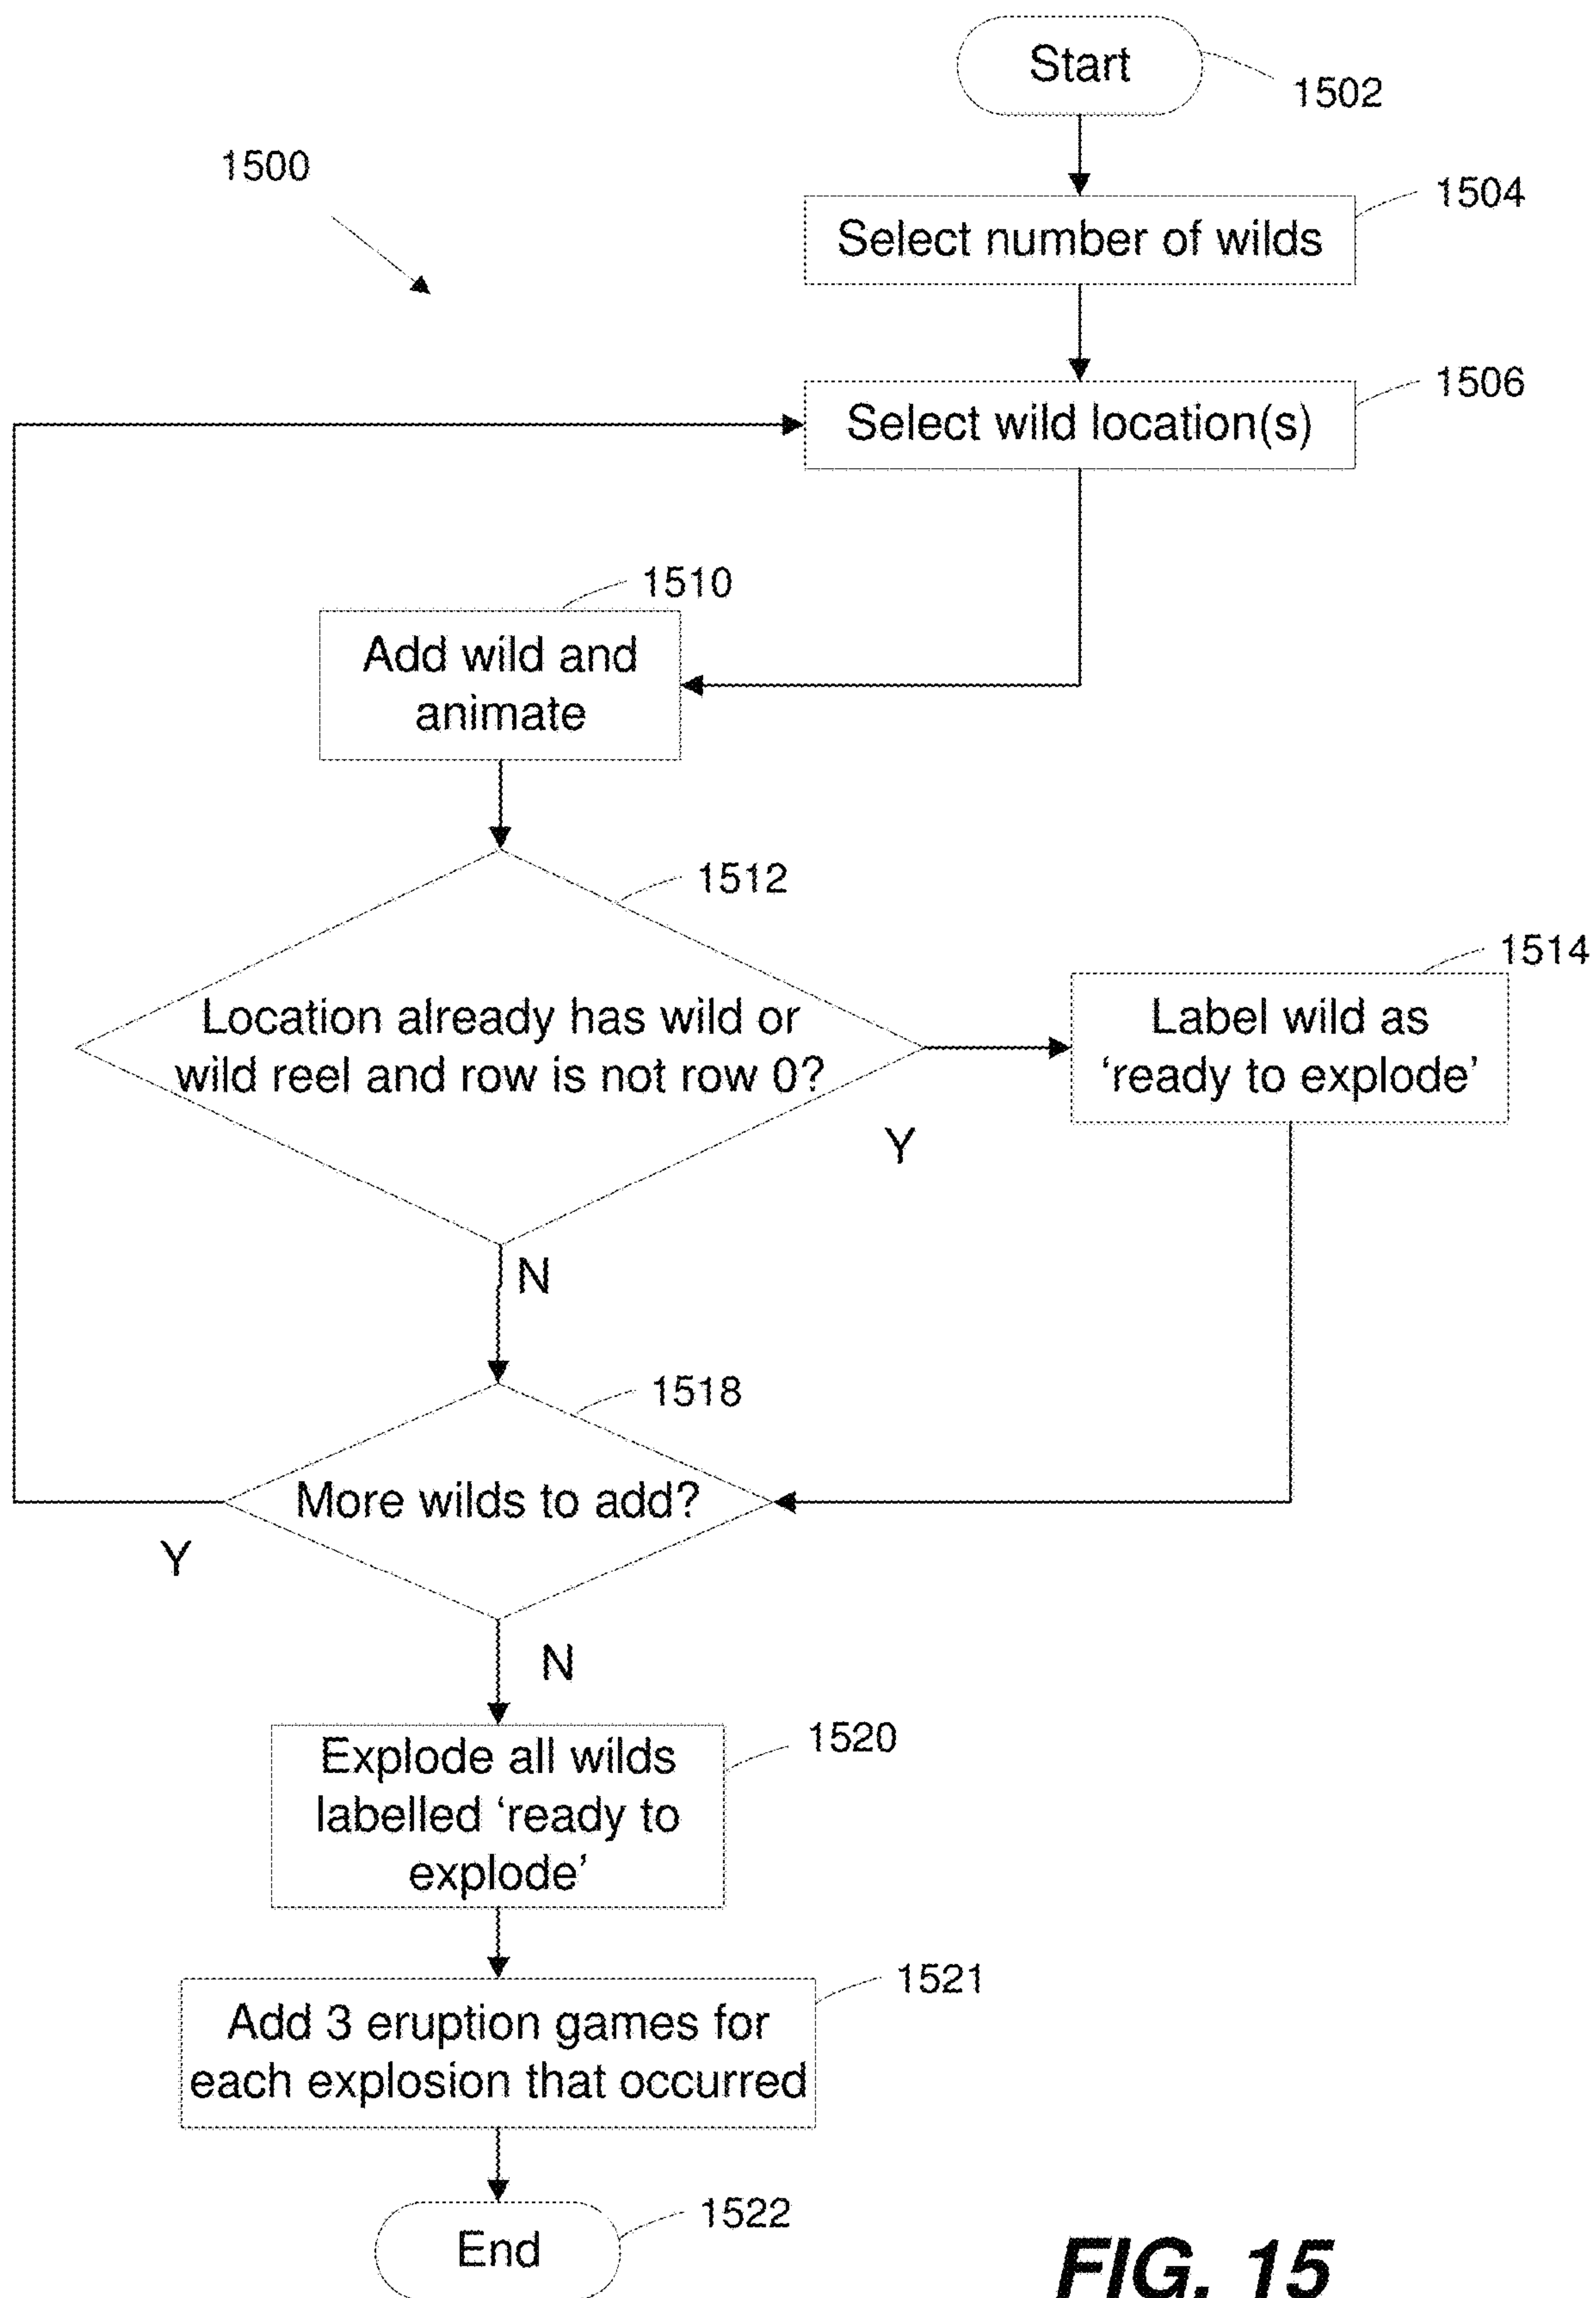 Start
1502
1500
1504
Select number of wilds
1506
Select wild location(s)
1510
Add wild and
animate
1512
Location already has wild or
wild reel and row is not row 0?
Y
1514
Label wild as
‘ready to explode’
N
1518
More wilds to add?
Y
N
1520
Explode all wilds
labelled ‘ready to
explode’
1521
Add 3 eruption games for
each explosion that occurred
1522
End
FIG. 15